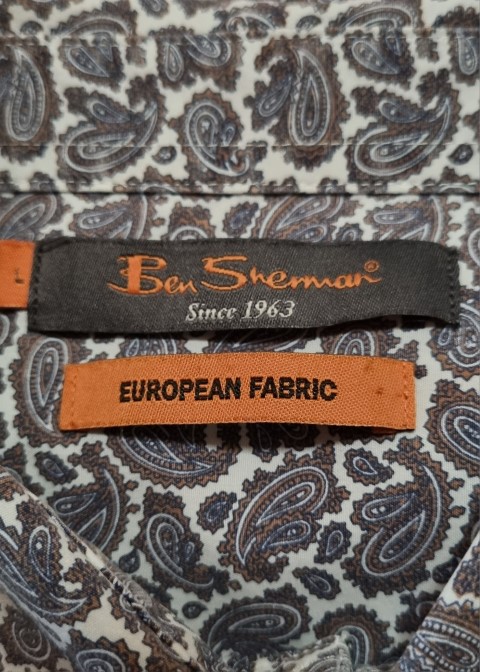 Ben Sherman®
Since 1963
EUROPEAN FABRIC